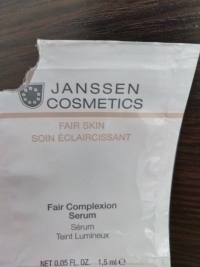 JANSSEN
COSMETICS
FAIR SKIN
SOIN ÉCLAIRCISSANT
Fair Complexion
Serum
Sérum
Teint Lumineux
NET 0.05 FL. OZ. 1,5 ml ℮